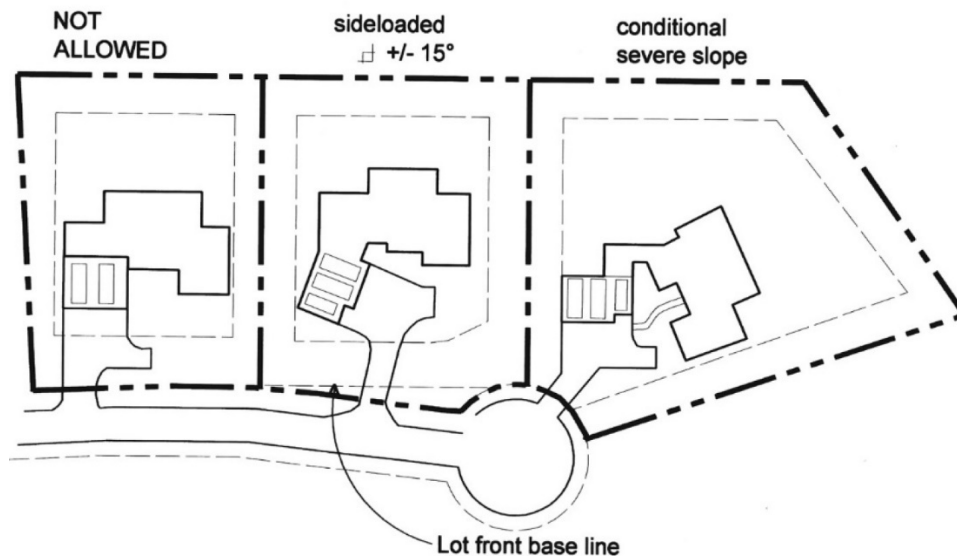 NOT
ALLOWED
sideloaded
+/- 15°
conditional
severe slope
Lot front base line